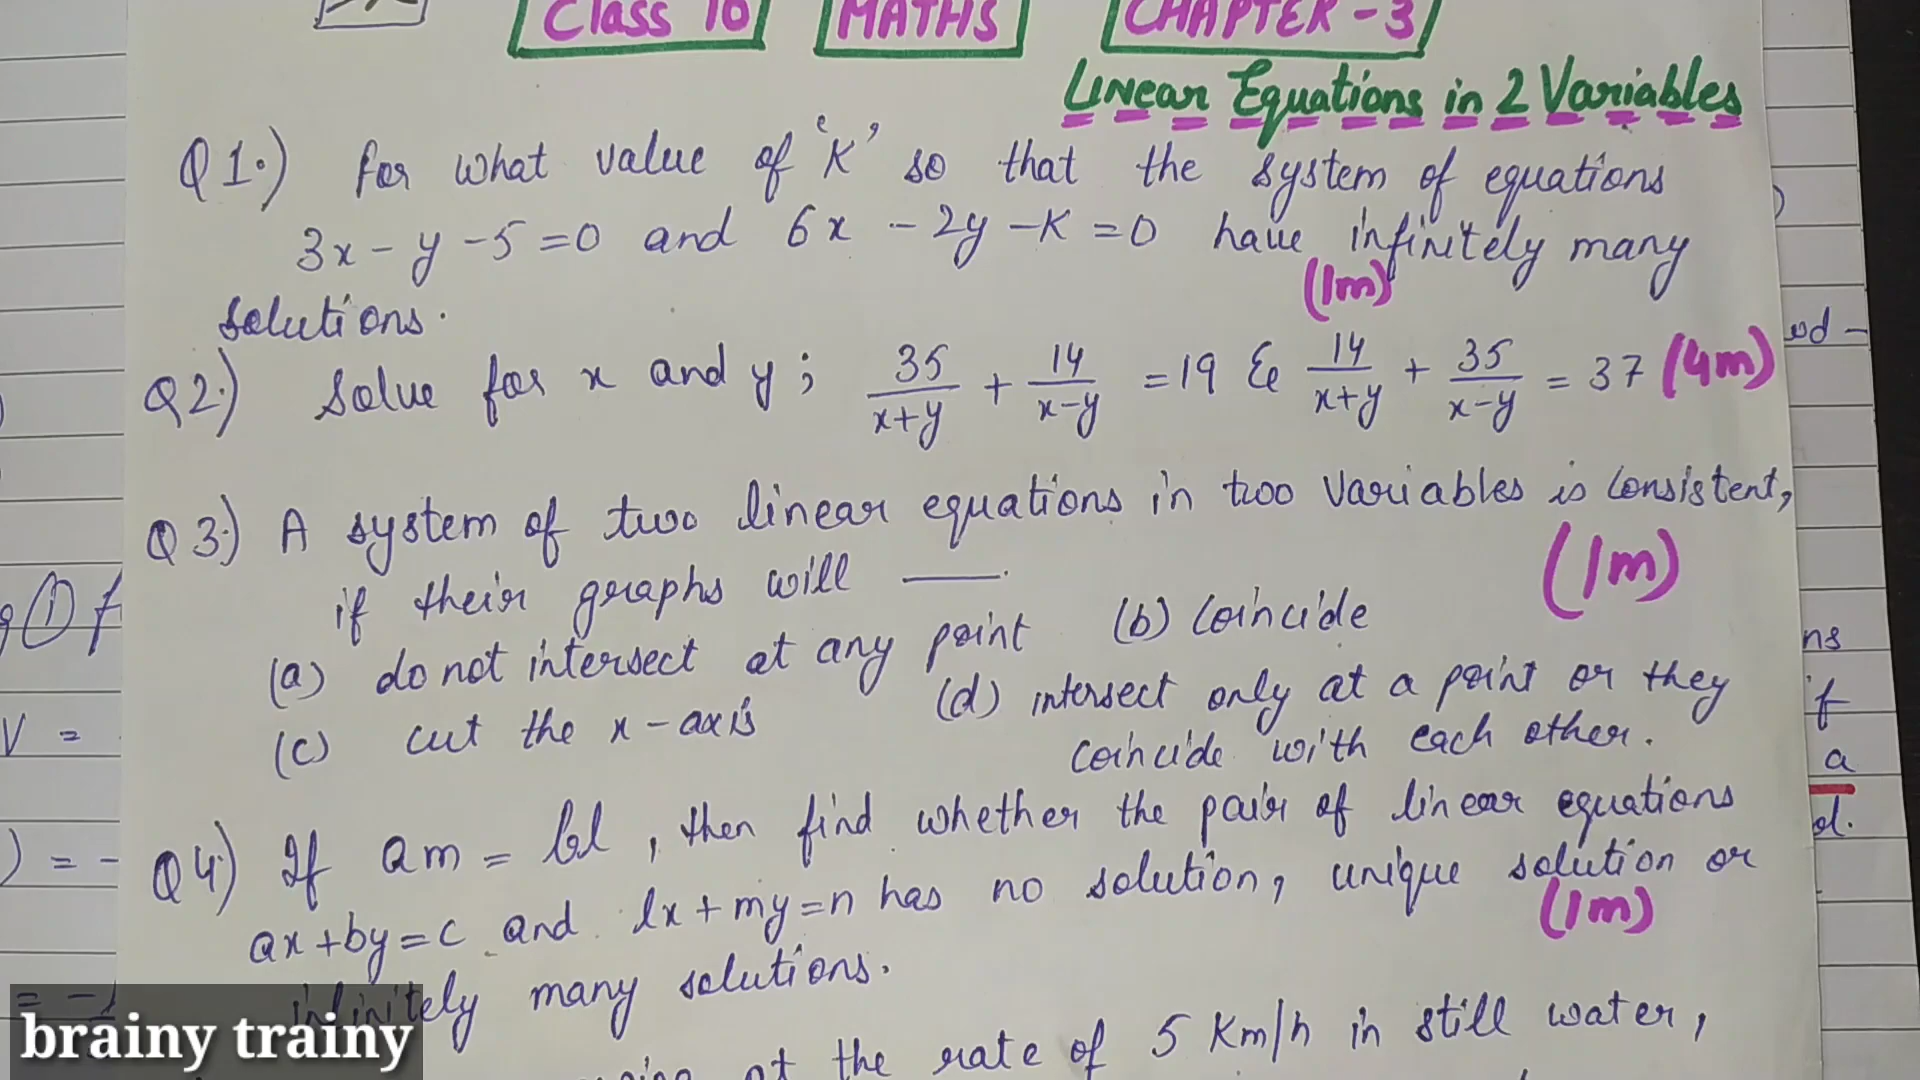 Class 10 MATHS CHAPTER - 3
Linear Equations in 2 Variables
Q1.) For what value of 'K' so that the system of equations
3x - y - 5 = 0 and 6x - 2y - K = 0 have infinitely many
(1m)
solutions.
Q2.) Solve for x and y; 35/x+y + 14/x-y = 19 & 14/x+y + 35/x-y = 37 (4m)
Q3.) A system of two linear equations in two variables is consistent,
if their graphs will ___. (1m)
(a) do not intersect at any point (b) coincide
(c) cut the x-axis (d) intersect only at a point or they
coincide with each other.
Q4) If am = bl, then find whether the pair of linear equations
ax + by = c and lx + my = n has no solution, unique solution or
(1m)
infinitely many solutions.
at the rate of 5 Km/h in still water,
od -
ns
if
a
d.
V =
) = -
brainy trainy